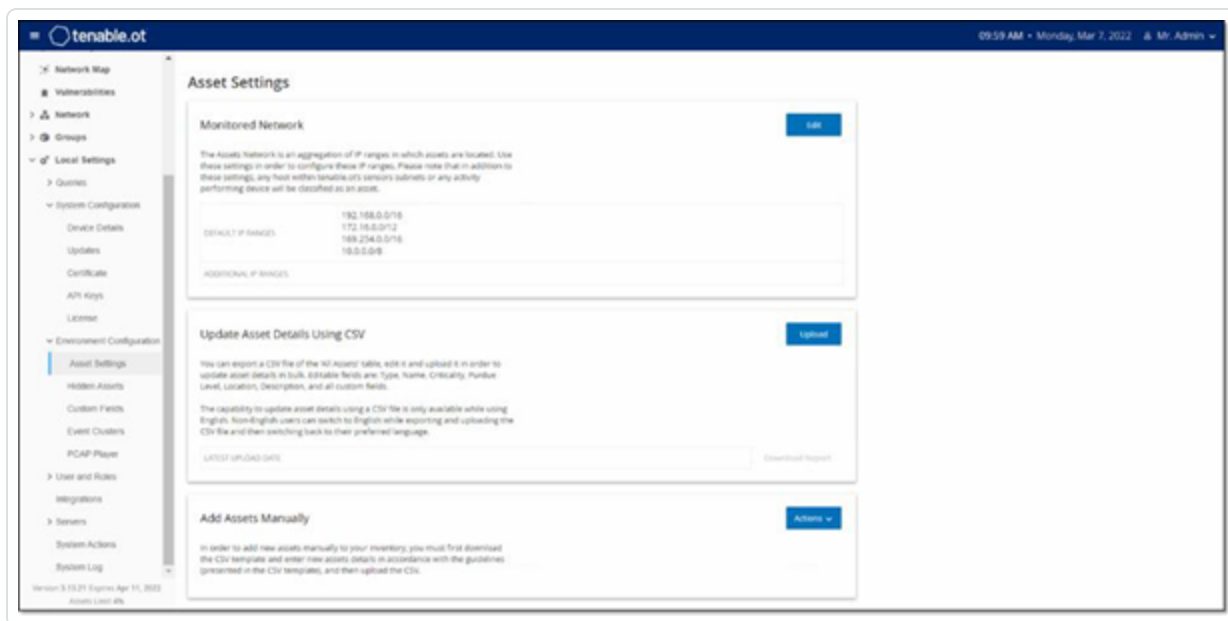 tenable.ot
09:59 AM • Monday, Mar 7, 2022 Mr. Admin
Network Map
Vulnerabilities
Network
Groups
Local Settings
Queries
System Configuration
Device Details
Updates
Certificate
API Keys
License
Environment Configuration
Asset Settings
Hidden Assets
Custom Fields
Event Clusters
PCAP Player
User and Roles
Integrations
Servers
System Actions
System Log
Version 3.13.21 Expires Apr 11, 2022
Assets Limit 4%
Asset Settings
Monitored Network
Edit
The Assets Network is an aggregation of IP ranges in which assets are located. Use
these settings in order to configure these IP ranges. Please note that in addition to
these settings, any host within tenable.ot's sensors subnets or any activity
performing device will be classified as an asset.
DEFAULT IP RANGES
192.168.0.0/16
172.16.0.0/12
169.254.0.0/16
10.0.0.0/8
ADDITIONAL IP RANGES
Update Asset Details Using CSV
Upload
You can export a CSV file of the 'All Assets' table, edit it and upload it in order to
update asset details in bulk. Editable fields are: Type, Name, Criticality, Purdue
Level, Location, Description, and all custom fields.
The capability to update asset details using a CSV file is only available while using
English. Non-English users can switch to English while exporting and uploading the
CSV file and then switching back to their preferred language.
LATEST UPLOAD DATE
Download Report
Add Assets Manually
Actions
In order to add new assets manually to your inventory, you must first download
the CSV template and enter new assets details in accordance with the guidelines
(presented in the CSV template), and then upload the CSV.